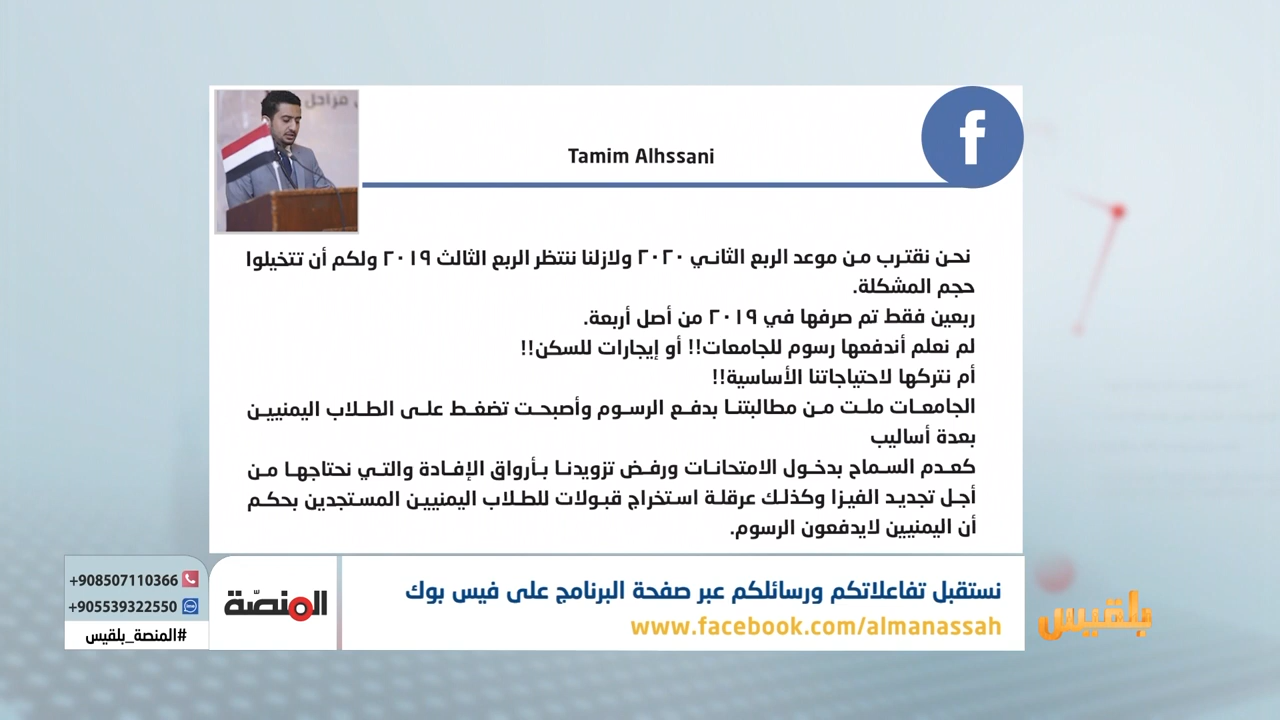 مراحل
Tamim Alhssani
f
نحن نقترب من موعد الربع الثاني ٢٠٢٠ ولازلنا ننتظر الربع الثالث ٢٠١٩ ولكم أن تتخيلوا
حجم المشكلة.
ربعين فقط تم صرفها في ٢٠١٩ من أصل أربعة.
لم نعلم أندفعها رسوم للجامعات!! أو إيجارات للسكن!!
أم نتركها لاحتياجاتنا الأساسية!!
الجامعات ملت من مطالبتنا بدفع الرسوم وأصبحت تضغط على الطلاب اليمنيين
بعدة أساليب
كعدم السماح بدخول الامتحانات ورفض تزويدنا بأرواق الإفادة والتي نحتاجها من
أجل تجديد الفيزا وكذلك عرقلة استخراج قبولات للطلاب اليمنيين المستجدين بحكم
أن اليمنيين لايدفعون الرسوم.
نستقبل تفاعلاتكم ورسائلكم عبر صفحة البرنامج على فيس بوك
www.facebook.com/almanassah
المنصّة
+908507110366
+905539322550
#المنصة_بلقيس
بلقيس